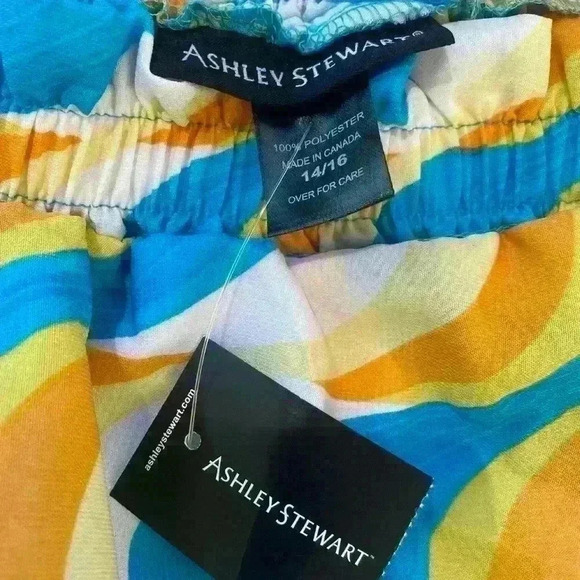 ASHLEY STEWART®
100% POLYESTER
MADE IN CANADA
14/16
OVER FOR CARE
ashleystewart.com
ASHLEY STEWART™